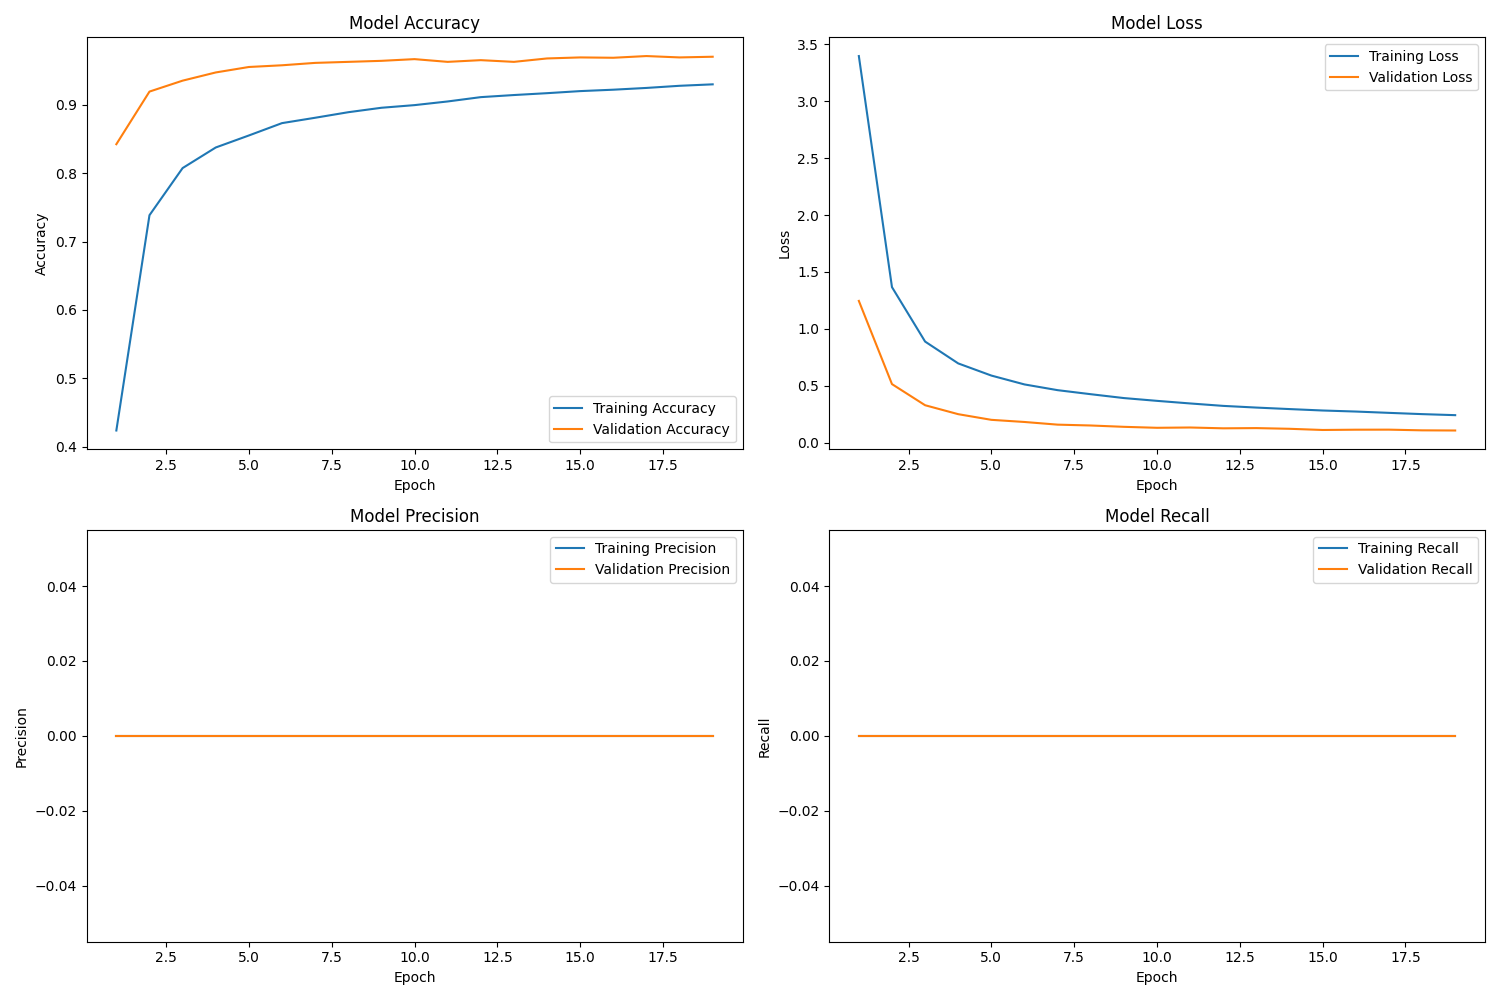 Model Accuracy
Accuracy
0.9
0.8
0.7
0.6
0.5
0.4
Training Accuracy
Validation Accuracy
2.5 5.0 7.5 10.0 12.5 15.0 17.5
Epoch
Model Loss
Loss
3.5
3.0
2.5
2.0
1.5
1.0
0.5
0.0
Training Loss
Validation Loss
2.5 5.0 7.5 10.0 12.5 15.0 17.5
Epoch
Model Precision
Precision
0.04
0.02
0.00
−0.02
−0.04
Training Precision
Validation Precision
2.5 5.0 7.5 10.0 12.5 15.0 17.5
Epoch
Model Recall
Recall
0.04
0.02
0.00
−0.02
−0.04
Training Recall
Validation Recall
2.5 5.0 7.5 10.0 12.5 15.0 17.5
Epoch